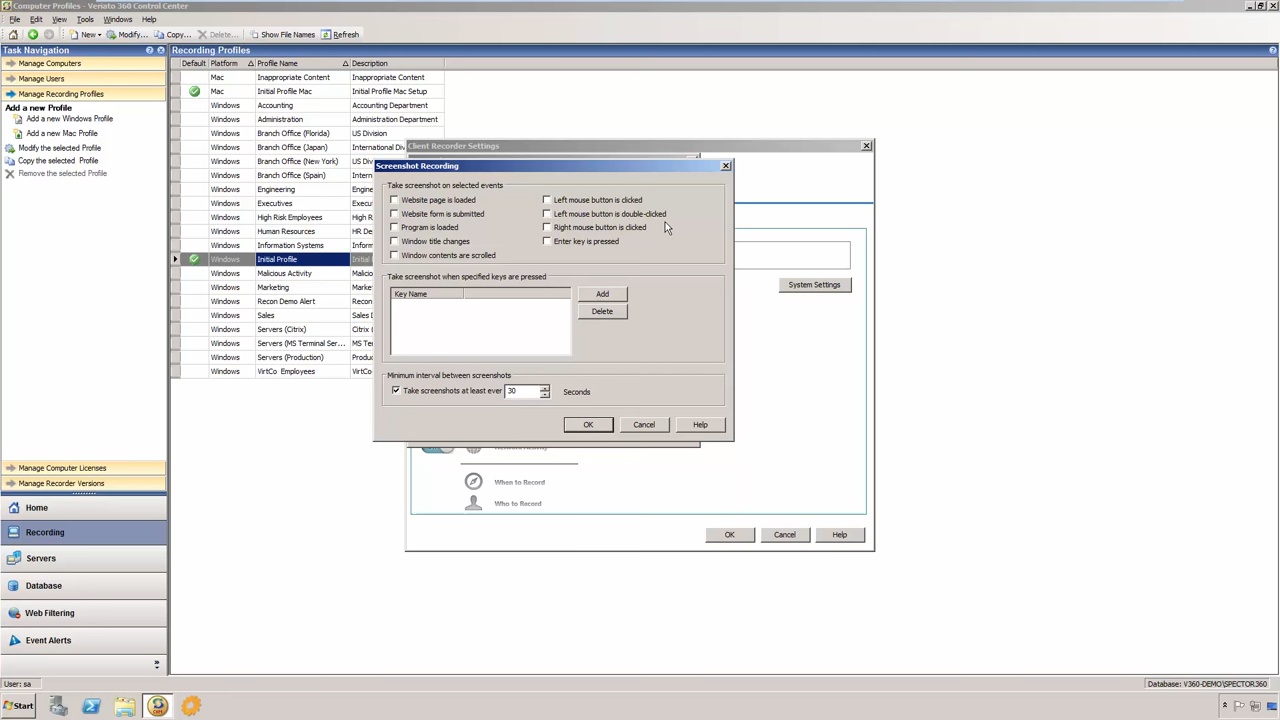 Computer Profiles - Veriato 360 Control Center
File Edit View Tools Windows Help
New Modify... Copy... Delete... Show File Names Refresh
Task Navigation
Manage Computers
Manage Users
Manage Recording Profiles
Add a new Profile
Add a new Windows Profile
Add a new Mac Profile
Modify the selected Profile
Copy the selected Profile
Remove the selected Profile
Manage Computer Licenses
Manage Recorder Versions
Home
Recording
Servers
Database
Web Filtering
Event Alerts
Recording Profiles
Default Platform Profile Name Description
Mac Inappropriate Content Inappropriate Content
Mac Initial Profile Mac Initial Profile Mac Setup
Windows Accounting Accounting Department
Windows Administration Administration Department
Windows Branch Office (Florida) US Division
Windows Branch Office (Japan) International Div
Windows Branch Office (New York) US Divi
Windows Branch Office (Spain) Intern
Windows Engineering Engine
Windows Executives Execut
Windows High Risk Employees High R
Windows Human Resources HR De
Windows Information Systems Inform
Windows Initial Profile Initial
Windows Malicious Activity Malicio
Windows Marketing Market
Windows Recon Demo Alert Recon
Windows Sales Sales D
Windows Servers (Citrix) Citrix (
Windows Servers (MS Terminal Ser... MS Te
Windows Servers (Production) Produc
Windows VirtCo Employees VirtCo
Client Recorder Settings
System Settings
When to Record
Who to Record
OK Cancel Help
Screenshot Recording
Take screenshot on selected events
Website page is loaded Left mouse button is clicked
Website form is submitted Left mouse button is double-clicked
Program is loaded Right mouse button is clicked
Window title changes Enter key is pressed
Window contents are scrolled
Take screenshot when specified keys are pressed
Key Name
Add
Delete
Minimum interval between screenshots
Take screenshots at least ever 30 Seconds
OK Cancel Help
User: sa
Database: V360-DEMO\SPECTOR360
Start